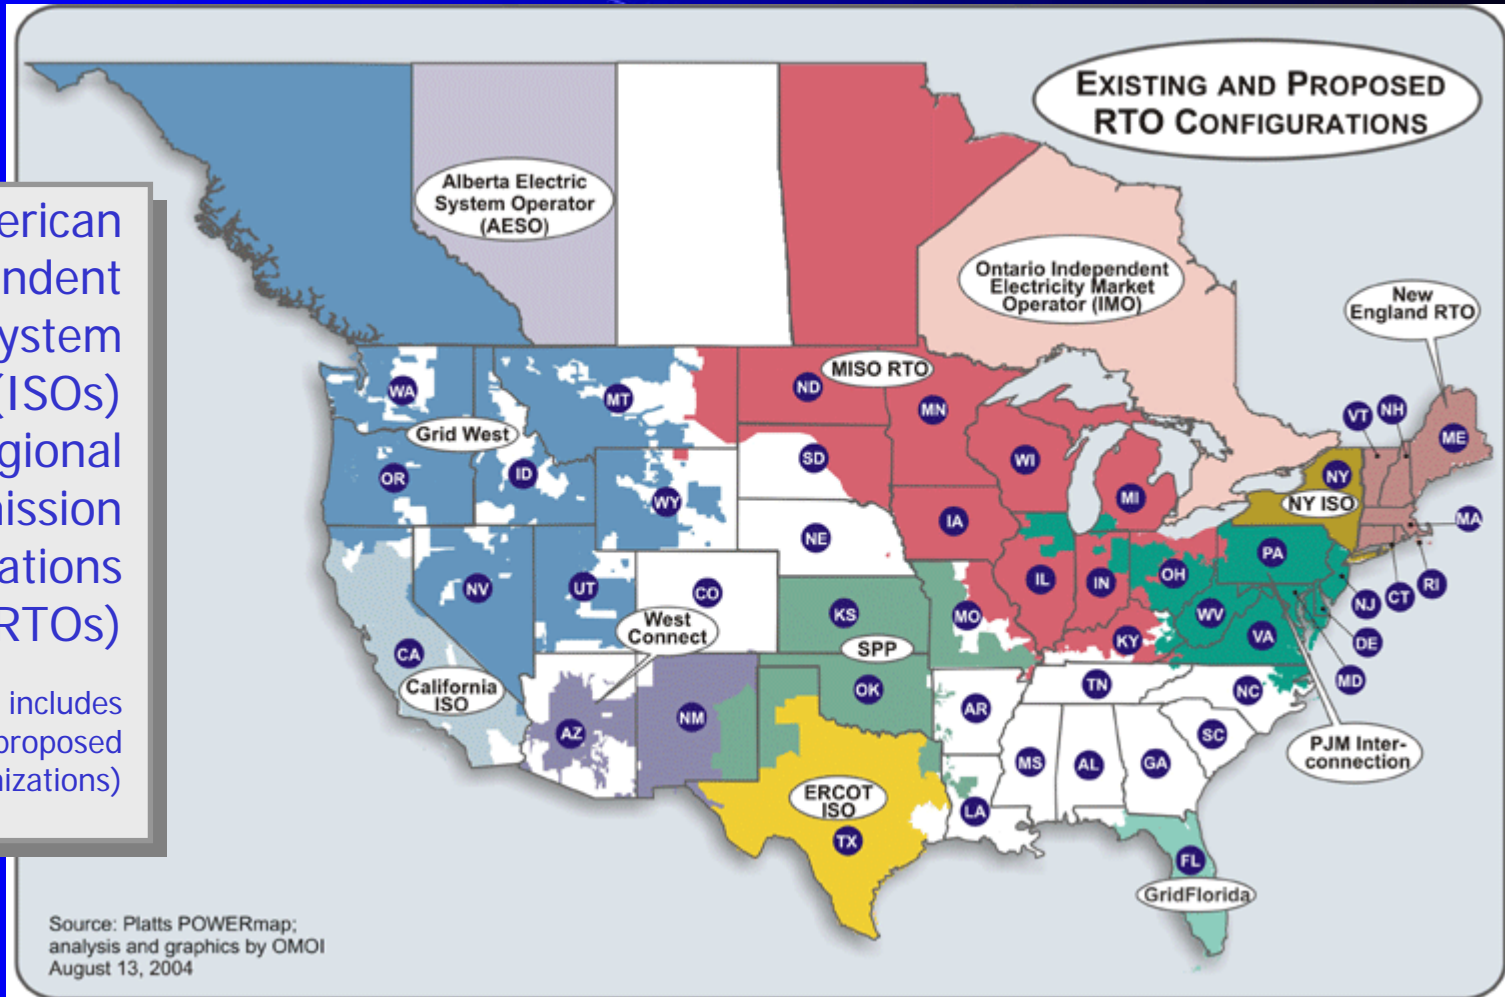 EXISTING AND PROPOSED
RTO CONFIGURATIONS
erican
ndent
ystem
(ISOs)
gional
nission
ations
RTOs)
includes
proposed
nizations)
Alberta Electric
System Operator
(AESO)
Ontario Independent
Electricity Market
Operator (IMO)
New
England RTO
MISO RTO
Grid West
NY ISO
West
Connect
SPP
California
ISO
ERCOT
ISO
PJM Inter-
connection
GridFlorida
WA
MT
ND
MN
VT
NH
ME
OR
ID
WY
SD
WI
MI
NY
MA
NE
IA
PA
NV
UT
CO
KS
MO
IL
IN
OH
WV
VA
KY
NJ
CT
RI
DE
MD
CA
AZ
NM
OK
AR
TN
NC
SC
MS
AL
GA
LA
TX
FL
Source: Platts POWERmap;
analysis and graphics by OMOI
August 13, 2004